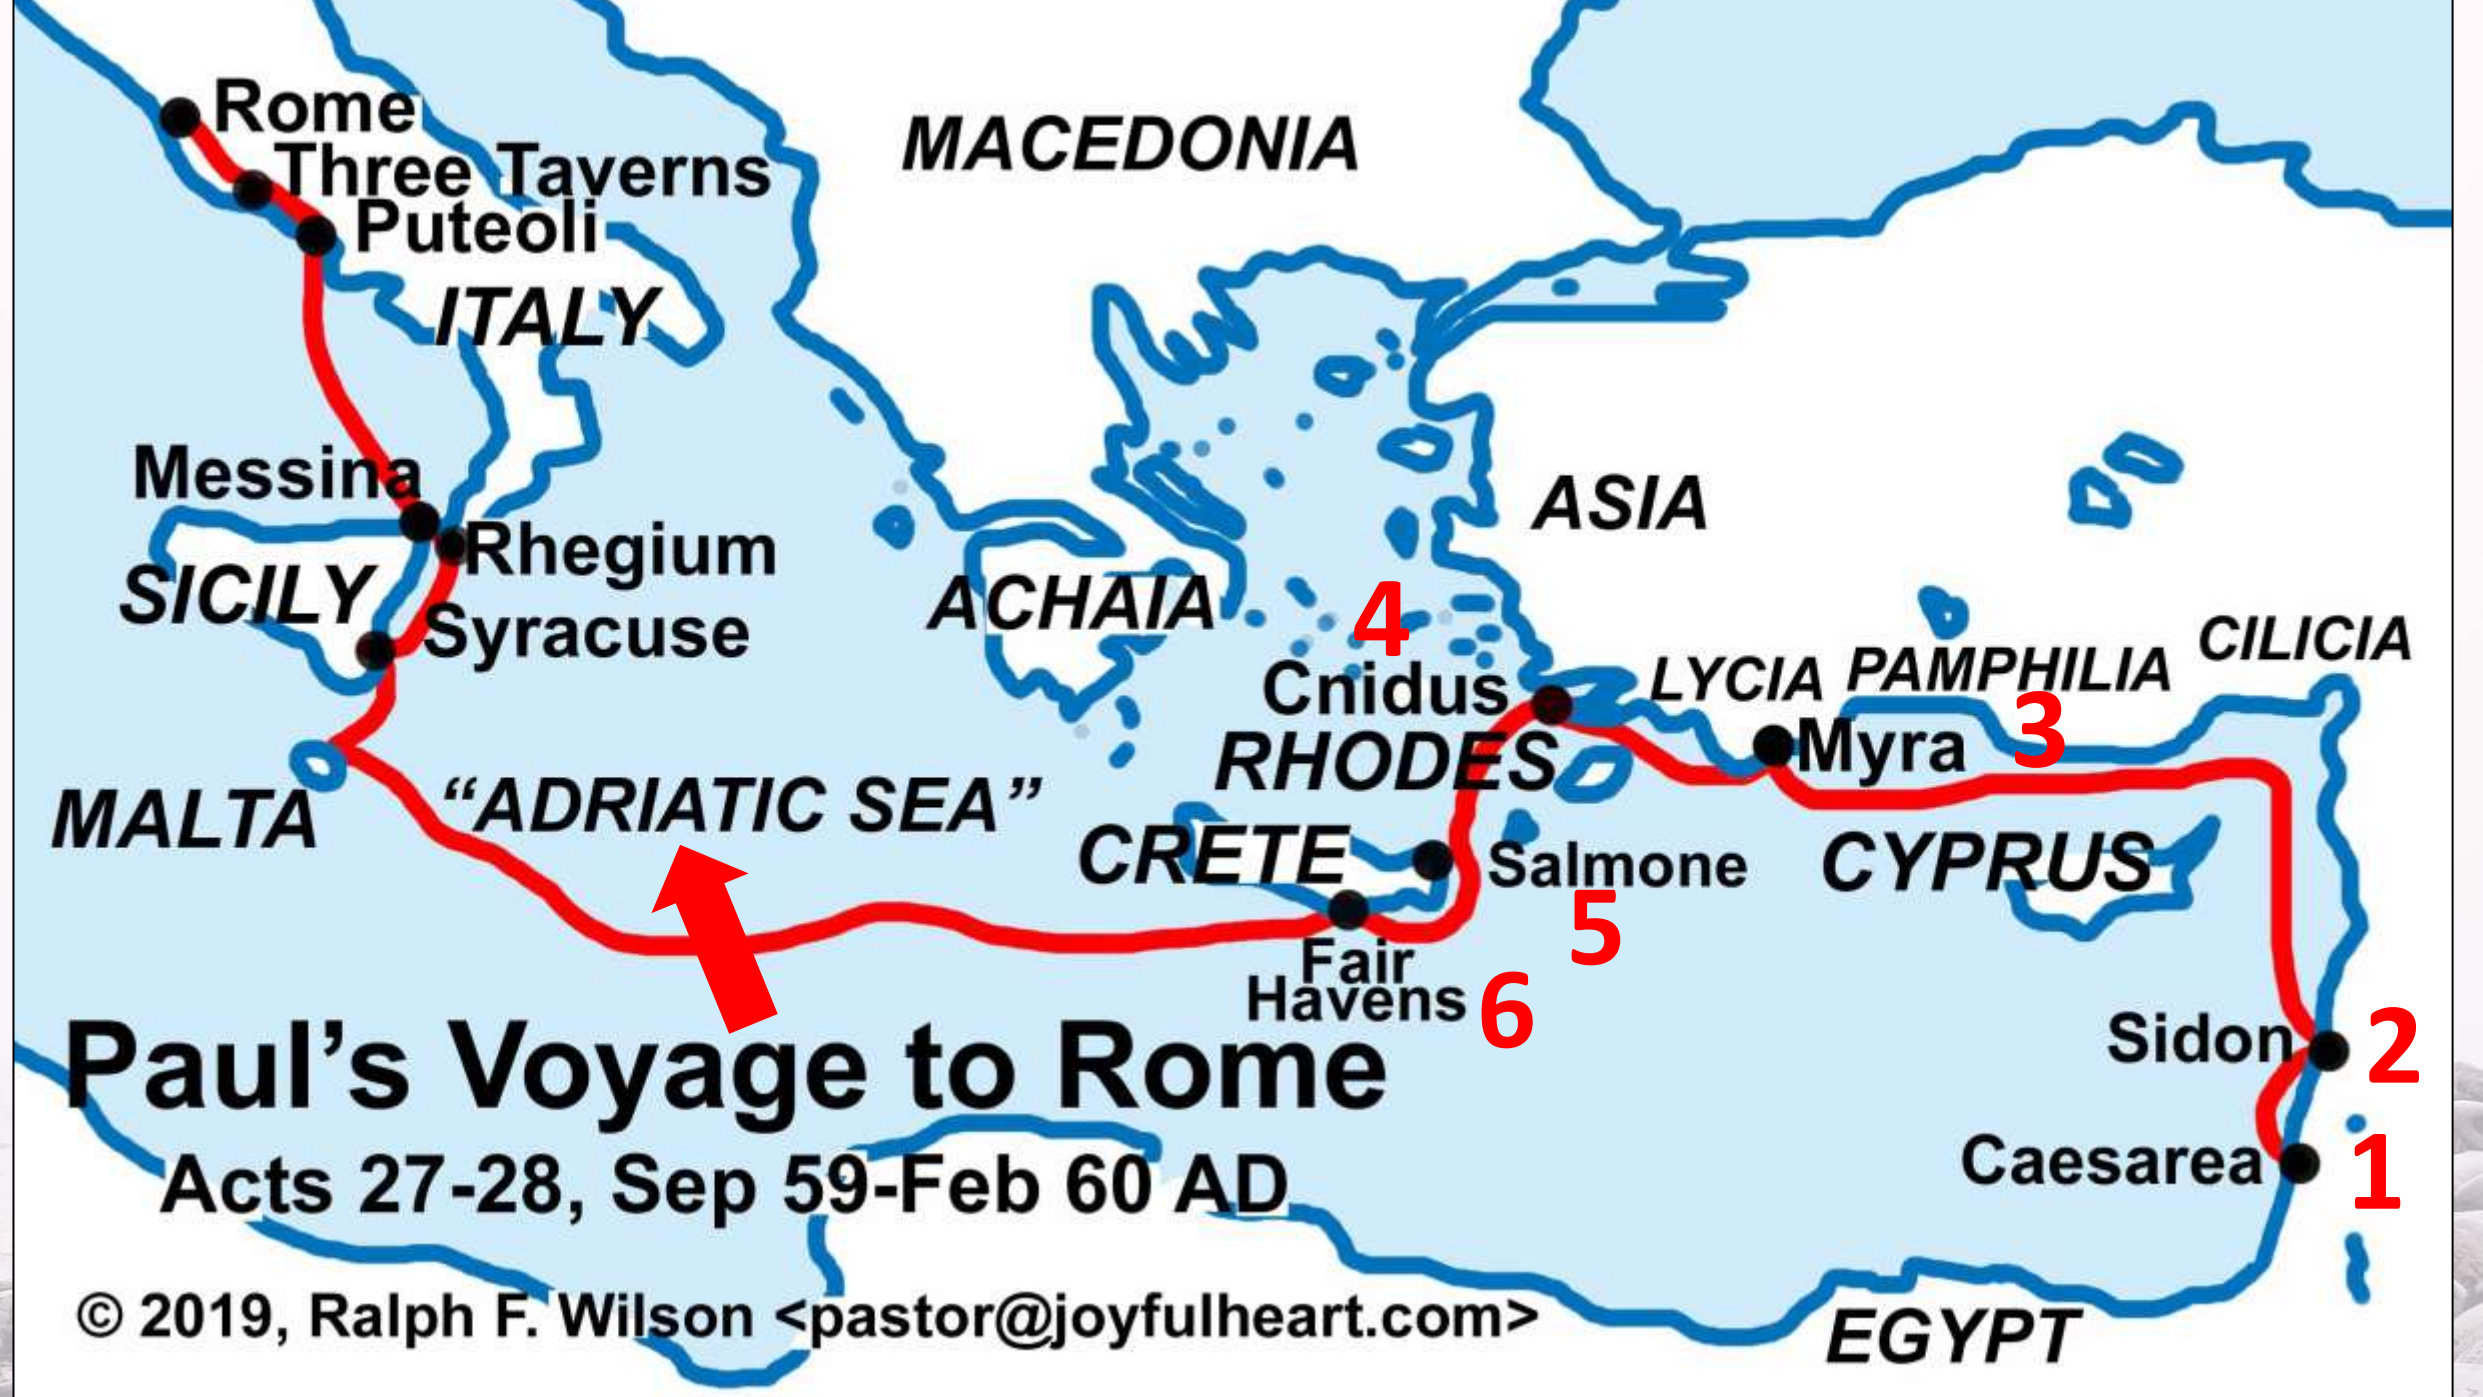 Rome
MACEDONIA
Three Taverns
Puteoli
ITALY
Messina
ASIA
Rhegium
SICILY
ACHAIA
4
Syracuse
CILICIA
LYCIA
PAMPHILIA
Cnidus
3
Myra
RHODES
MALTA
“ADRIATIC SEA”
CRETE
Salmone
CYPRUS
5
Fair
Havens
6
Sidon
2
Paul’s Voyage to Rome
Caesarea
1
Acts 27-28, Sep 59-Feb 60 AD
© 2019, Ralph F. Wilson <pastor@joyfulheart.com>
EGYPT